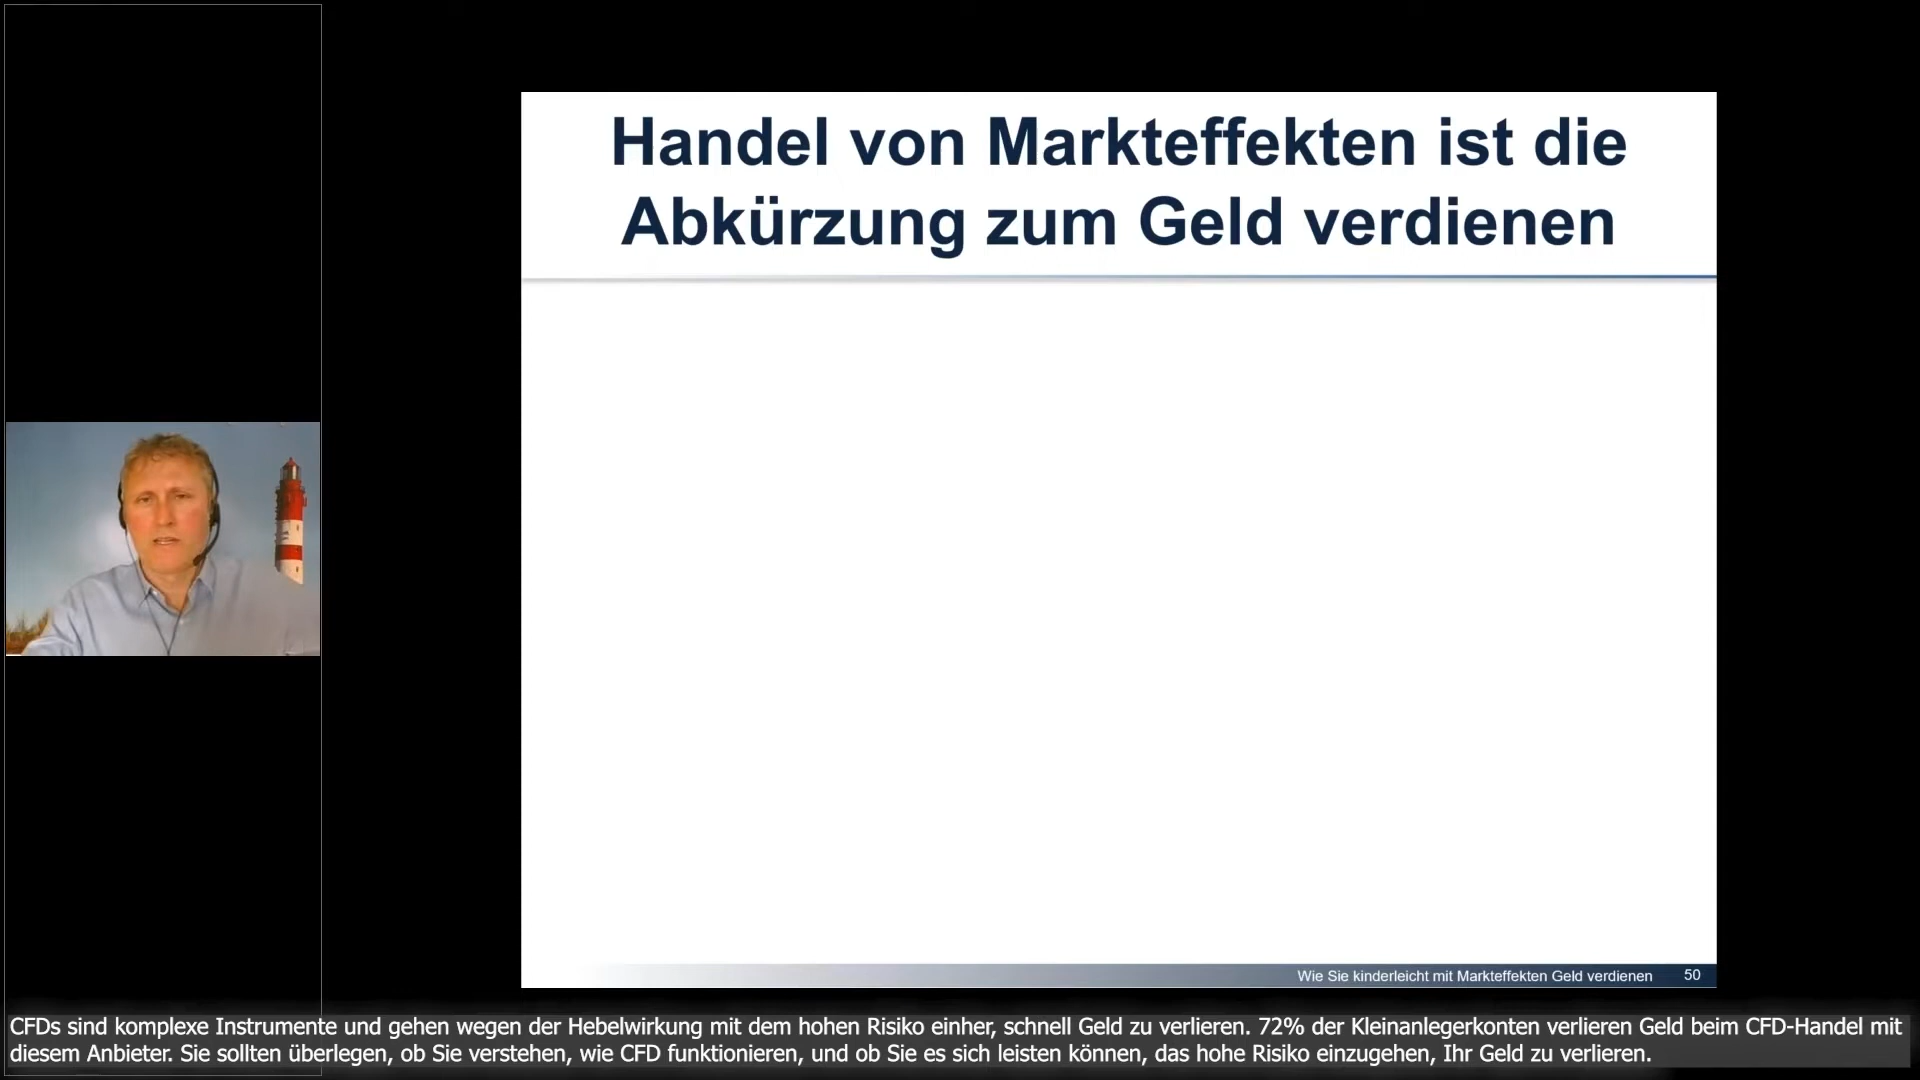 Handel von Markteffekten ist die
Abkürzung zum Geld verdienen
Wie Sie kinderleicht mit Markteffekten Geld verdienen 50
CFDs sind komplexe Instrumente und gehen wegen der Hebelwirkung mit dem hohen Risiko einher, schnell Geld zu verlieren. 72% der Kleinanlegerkonten verlieren Geld beim CFD-Handel mit
diesem Anbieter. Sie sollten überlegen, ob Sie verstehen, wie CFD funktionieren, und ob Sie es sich leisten können, das hohe Risiko einzugehen, Ihr Geld zu verlieren.